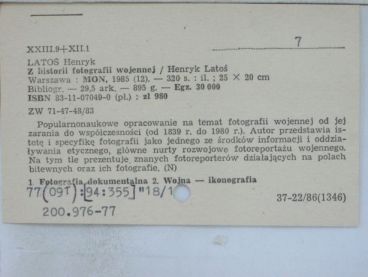 7
XXIII.9+XII.1
LATOŚ Henryk
Z historii fotografii wojennej / Henryk Latoś
Warszawa : MON, 1985 (12). — 320 s. : il. ; 25 × 20 cm
Bibliogr. — 29,5 ark. — 895 g. — Egz. 30 000
ISBN 83-11-07049-0 (pł.) : zł 980
ZW 71-47-48/83
Popularnonaukowe opracowanie na temat fotografii wojennej od jej
zarania do współczesności (od 1839 r. do 1980 r.). Autor przedstawia is-
totę i specyfikę fotografii jako jednego ze środków informacji i oddzia-
ływania etycznego, główne nurty rozwojowe fotoreportażu wojennego.
Na tym tle prezentuje znanych fotoreporterów działających na polach
bitewnych oraz ich fotografie. (N)
1. Fotografia dokumentalna 2. Wojna — ikonografia
77(091):[94:355]"18/1
37-22/86(1346)
200.976-77